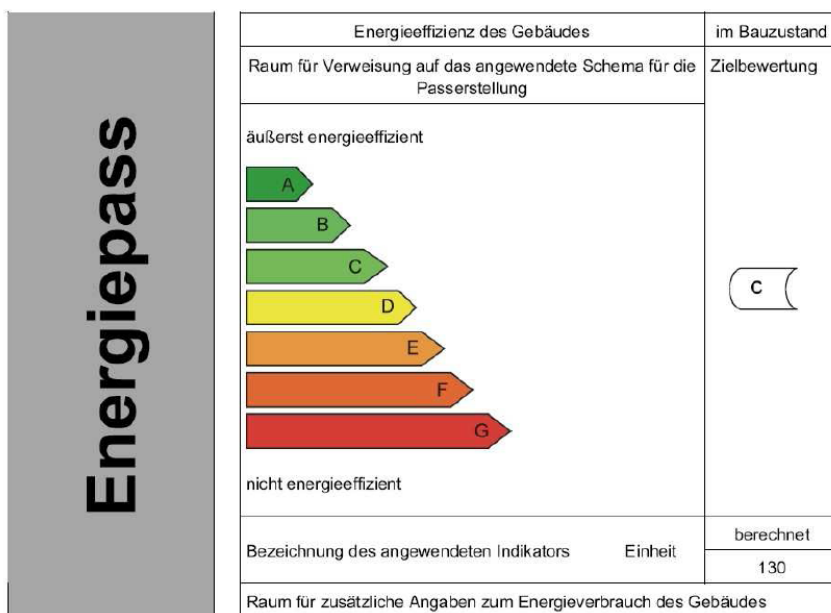 Energiepass
Energieeffizienz des Gebäudes
im Bauzustand
Raum für Verweisung auf das angewendete Schema für die
Passerstellung
Zielbewertung
äußerst energieeffizient
A
B
C
D
E
F
G
C
nicht energieeffizient
Bezeichnung des angewendeten Indikators Einheit
berechnet
130
Raum für zusätzliche Angaben zum Energieverbrauch des Gebäudes